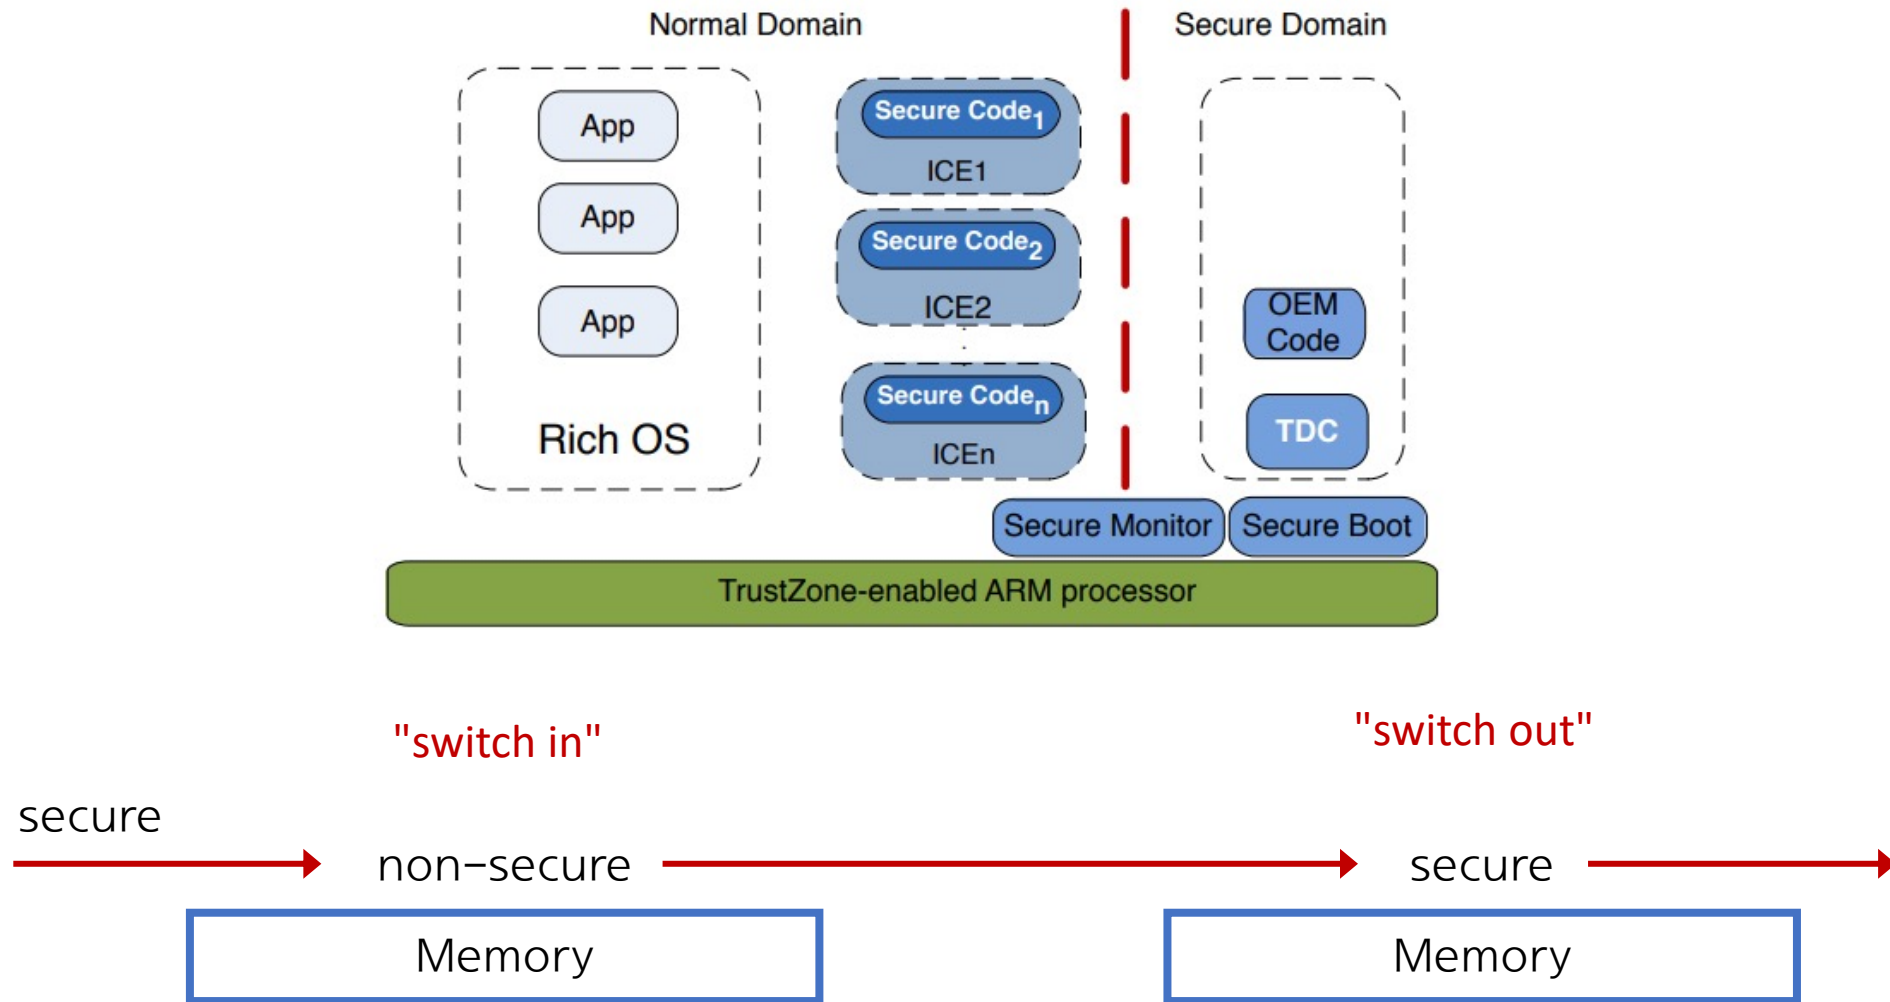 Normal Domain
Secure Domain
App
App
App
Rich OS
Secure Code1
ICE1
Secure Code2
ICE2
Secure Coden
ICEn
OEM
Code
TDC
Secure Monitor
Secure Boot
TrustZone-enabled ARM processor
"switch in"
"switch out"
secure
non-secure
secure
Memory
Memory